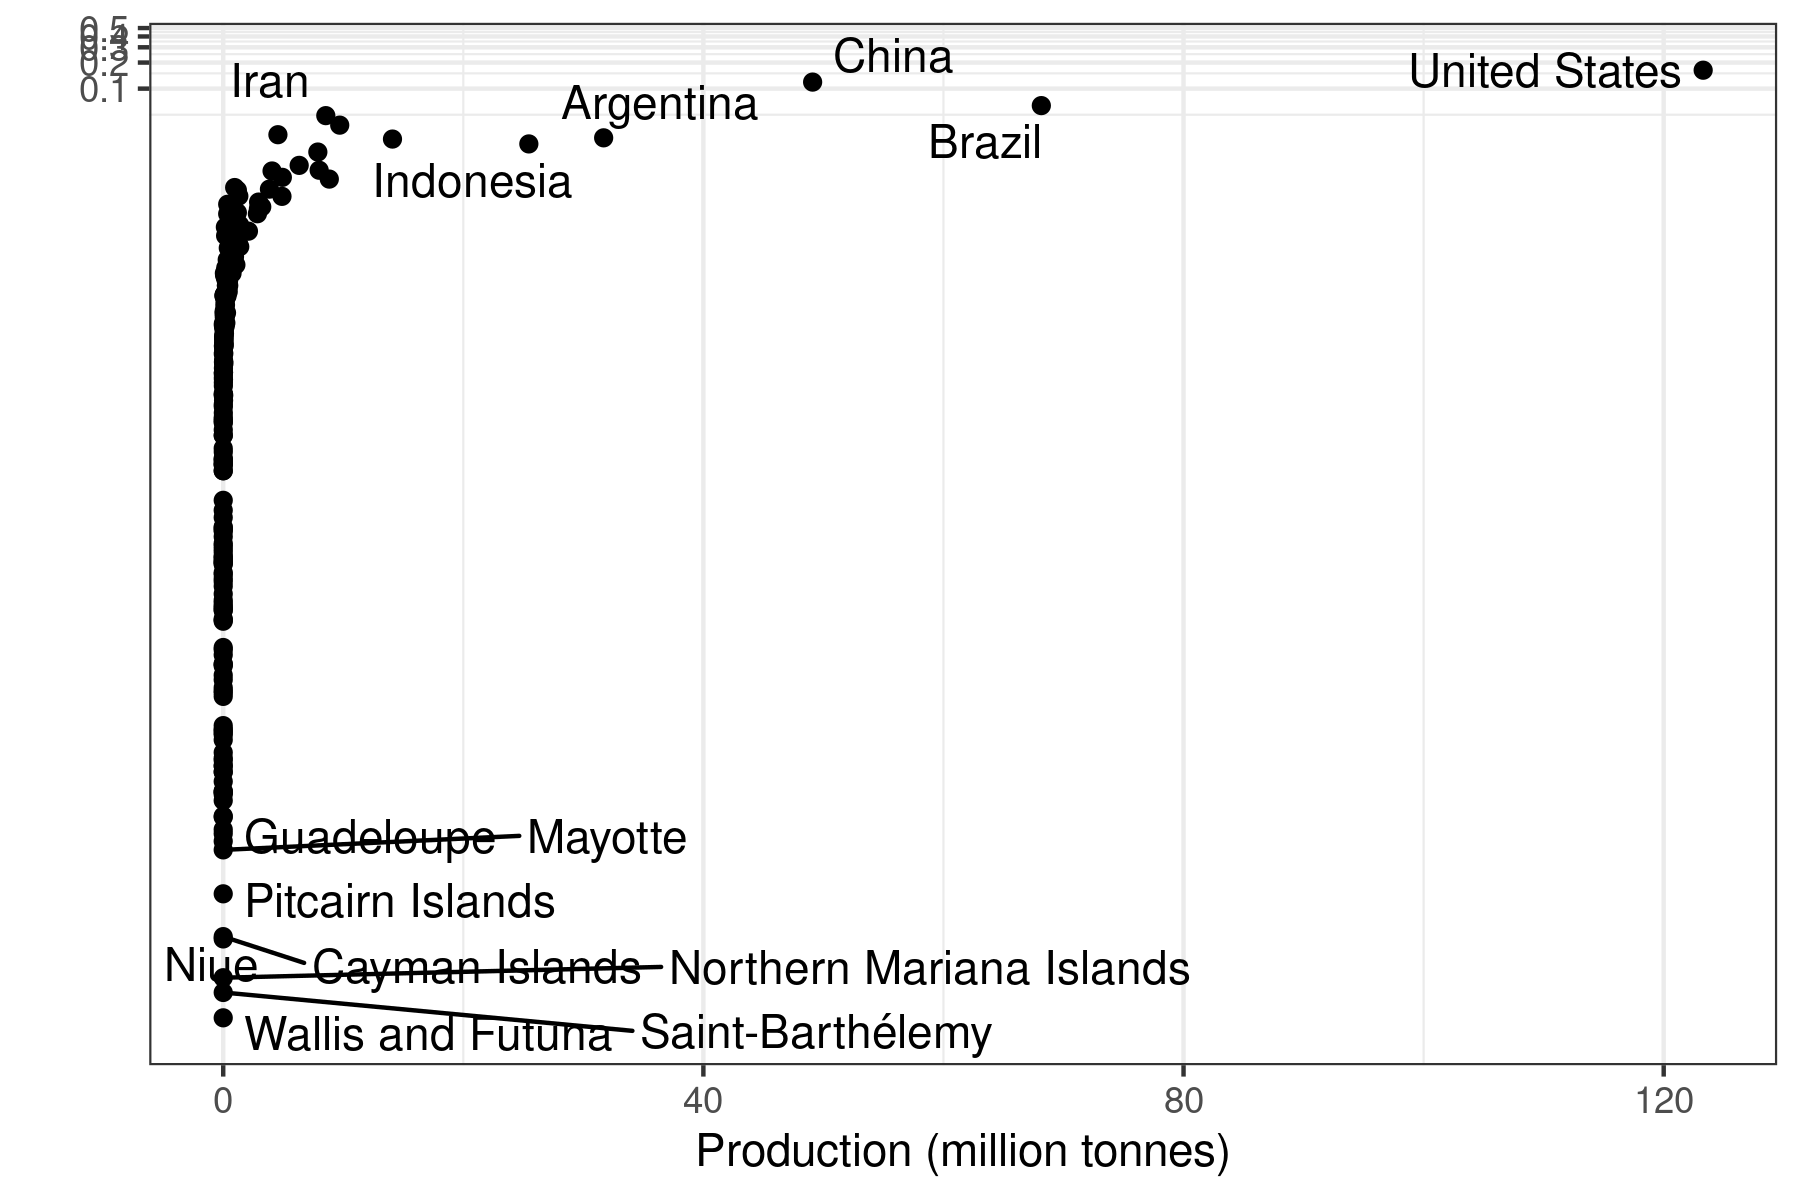 0.5
0.4
0.3
0.2
0.1
China
United States
Iran
Argentina
Brazil
Indonesia
Guadeloupe
Mayotte
Pitcairn Islands
Niue
Cayman Islands
Northern Mariana Islands
Wallis and Futuna
Saint-Barthélemy
0
40
80
120
Production (million tonnes)